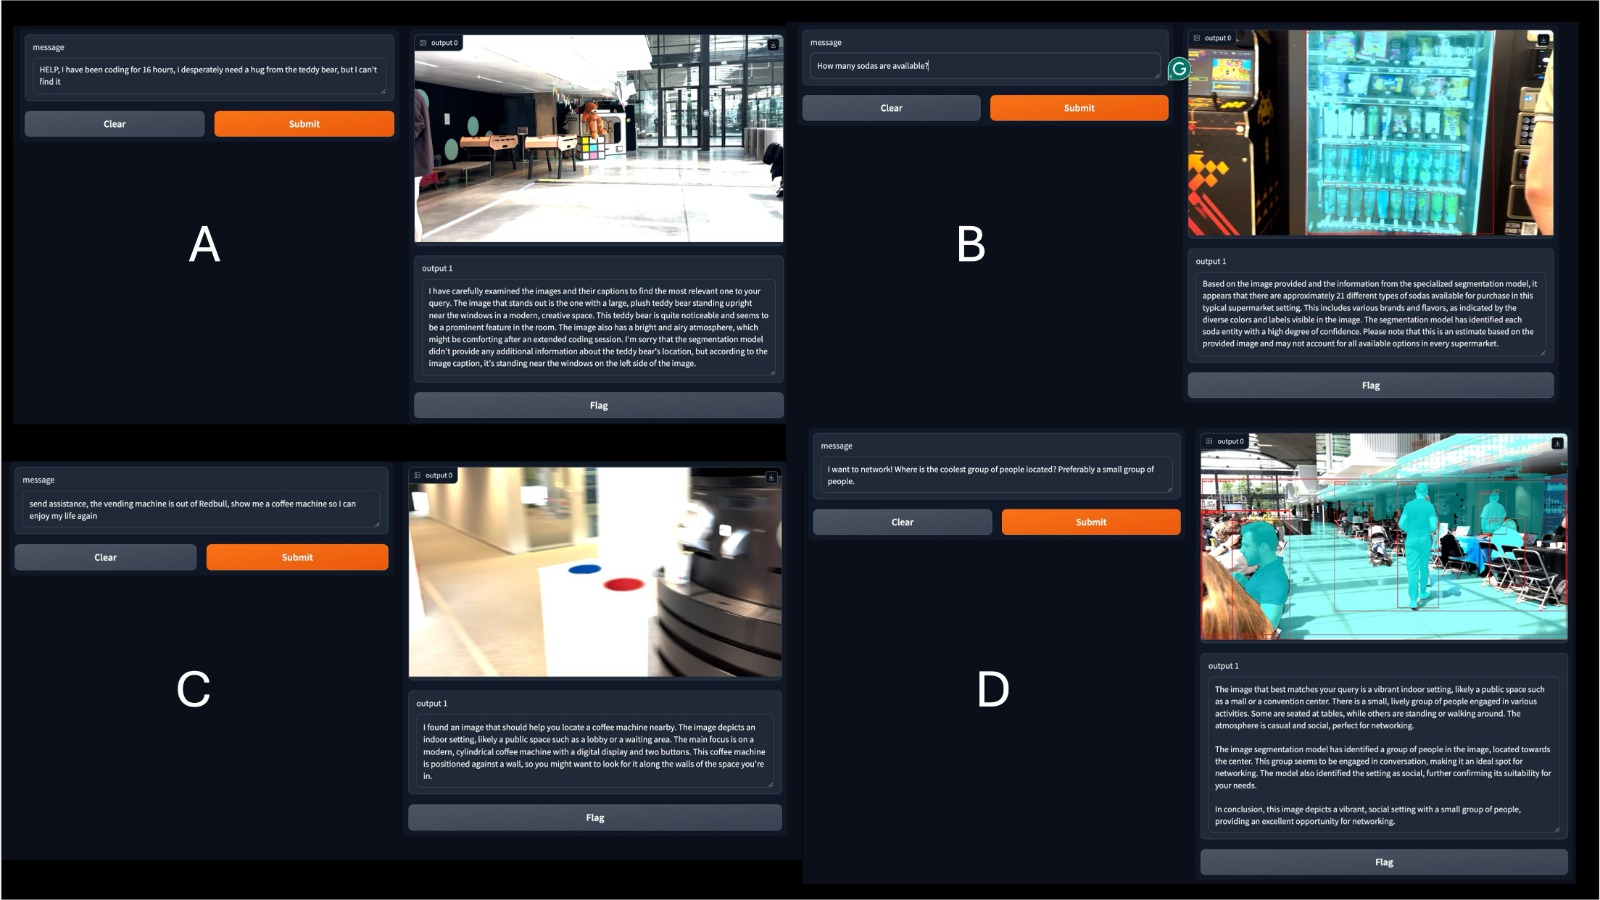 message
HELP, I have been coding for 16 hours, i desperately need a hug from the teddy bear, but I can't
find it
Clear
Submit
A
output 0
output 1
I have carefully examined the images and their captions to find the most relevant one to your
query. The image that stands out is the one with a large, plush teddy bear standing upright
near the windows in a modern, creative space. This teddy bear is quite noticeable and seems to
be a prominent feature in the room. The image also has a bright and airy atmosphere, which
might be comforting after an extended coding session. I'm sorry that the segmentation model
didn't provide any additional information about the teddy bear's location, but according to the
image caption, it's standing near the windows on the left side of the image.
Flag
message
How many sodas are available?
Clear
Submit
B
output 0
output 1
Based on the image provided and the information from the specialized segmentation model, it
appears that there are approximately 21 different types of sodas available for purchase in this
typical supermarket setting. This includes various brands and flavors, as indicated by the
diverse colors and labels visible in the image. The segmentation model has identified each
soda entity with a high degree of confidence. Please note that this is an estimate based on the
provided image and may not account for all available options in every supermarket.
Flag
message
send assistance, the vending machine is out of Redbull, show me a coffee machine so I can
enjoy my life again
Clear
Submit
C
output 0
output 1
I found an image that should help you locate a coffee machine nearby. The image depicts an
indoor setting, likely a public space such as a lobby or a waiting area. The main focus is on a
modern, cylindrical coffee machine with a digital display and two buttons. This coffee machine
is positioned against a wall, so you might want to look for it along the walls of the space you're
in.
Flag
message
I want to network! Where is the coolest group of people located? Preferably a small group of
people.
Clear
Submit
D
output 0
output 1
The image that best matches your query is a vibrant indoor setting, likely a public space such
as a mall or a convention center. There is a small, lively group of people engaged in various
activities. Some are seated at tables, while others are standing or walking around. The
atmosphere is casual and social, perfect for networking.
The image segmentation model has identified a group of people in the image, located towards
the center. This group seems to be engaged in conversation, making it an ideal spot for
networking. The model also identified the setting as social, further confirming its suitability for
your needs.
In conclusion, this image depicts a vibrant, social setting with a small group of people,
providing an excellent opportunity for networking.
Flag